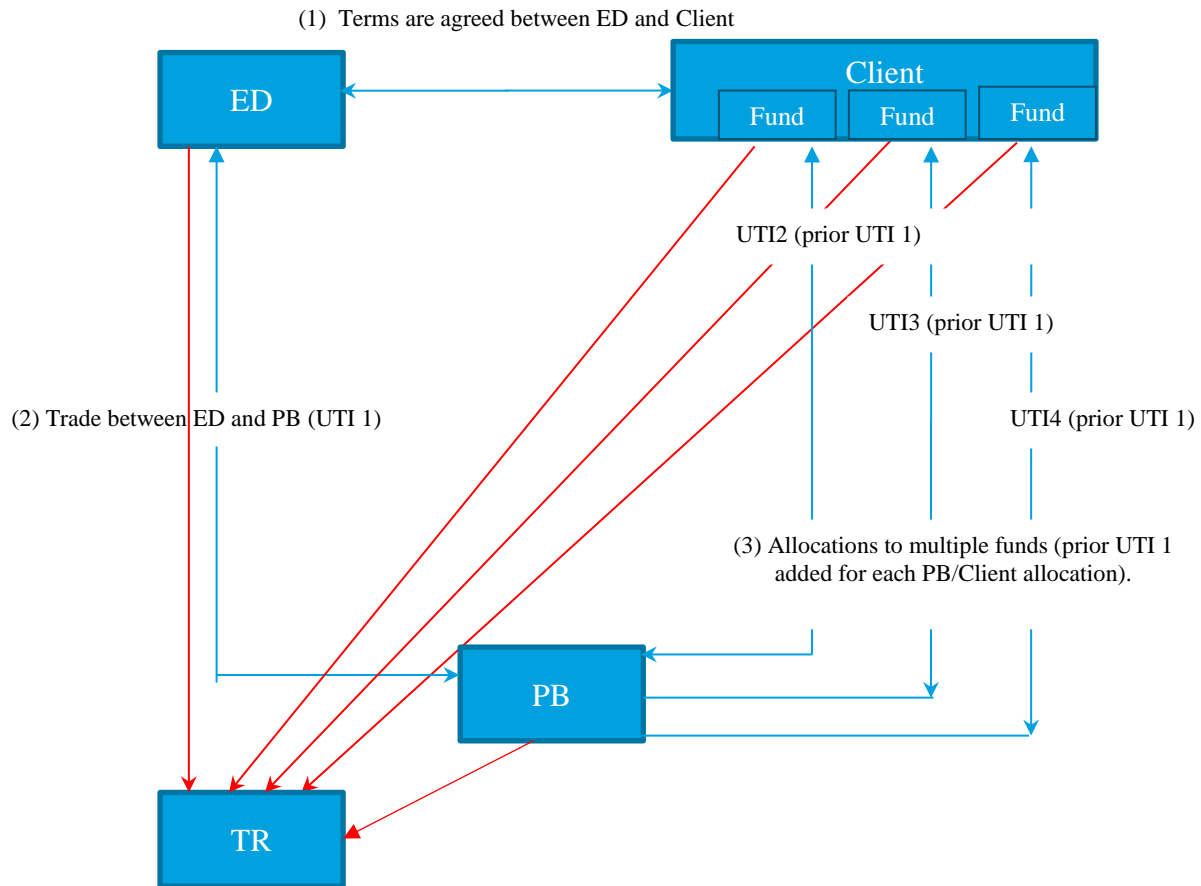 (1) Terms are agreed between ED and Client
ED
Client
Fund
Fund
Fund
UTI2 (prior UTI 1)
UTI3 (prior UTI 1)
(2) Trade between ED and PB (UTI 1)
UTI4 (prior UTI 1)
(3) Allocations to multiple funds (prior UTI 1
added for each PB/Client allocation).
PB
TR